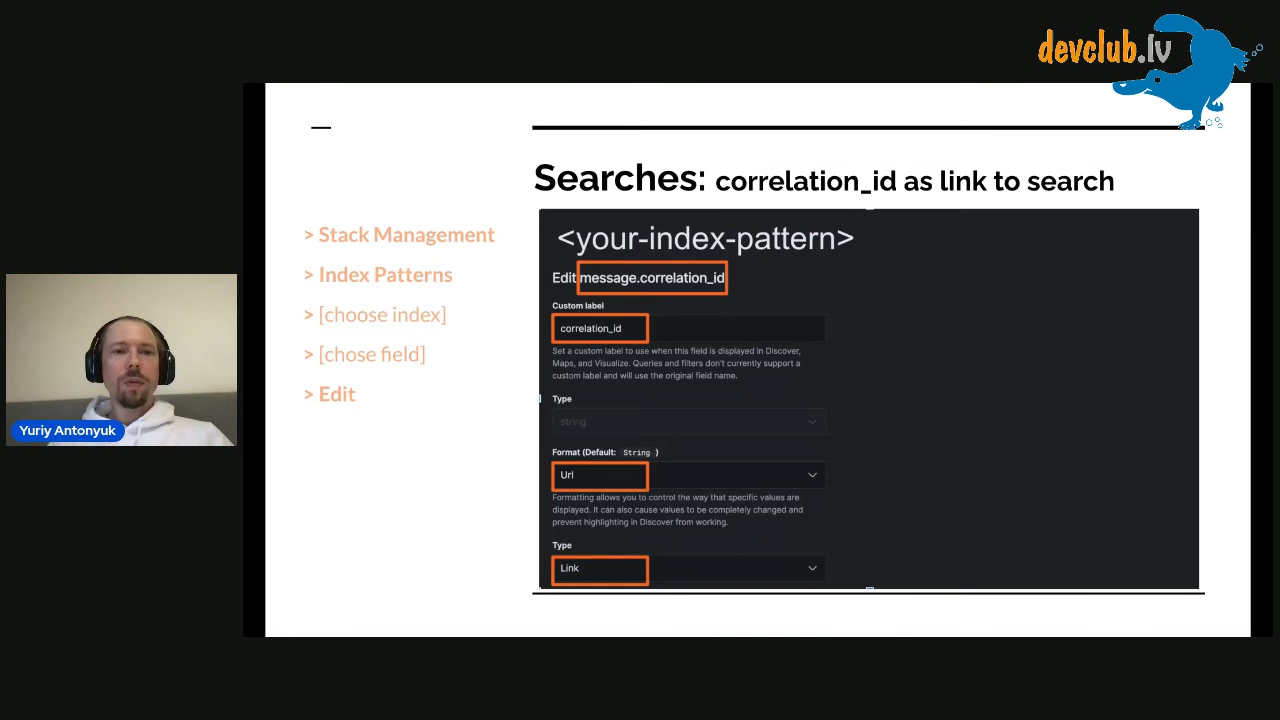 devclub.lv
Searches: correlation_id as link to search
> Stack Management
> Index Patterns
> [choose index]
> [chose field]
> Edit
<your-index-pattern>
Edit message.correlation_id
Custom label
correlation_id
Set a custom label to use when this field is displayed in Discover,
Maps, and Visualize. Queries and filters don't currently support a
custom label and will use the original field name.
Type
string
Format (Default: String )
Url
Formatting allows you to control the way that specific values are
displayed. It can also cause values to be completely changed and
prevent highlighting in Discover from working.
Type
Link
Yuriy Antonyuk